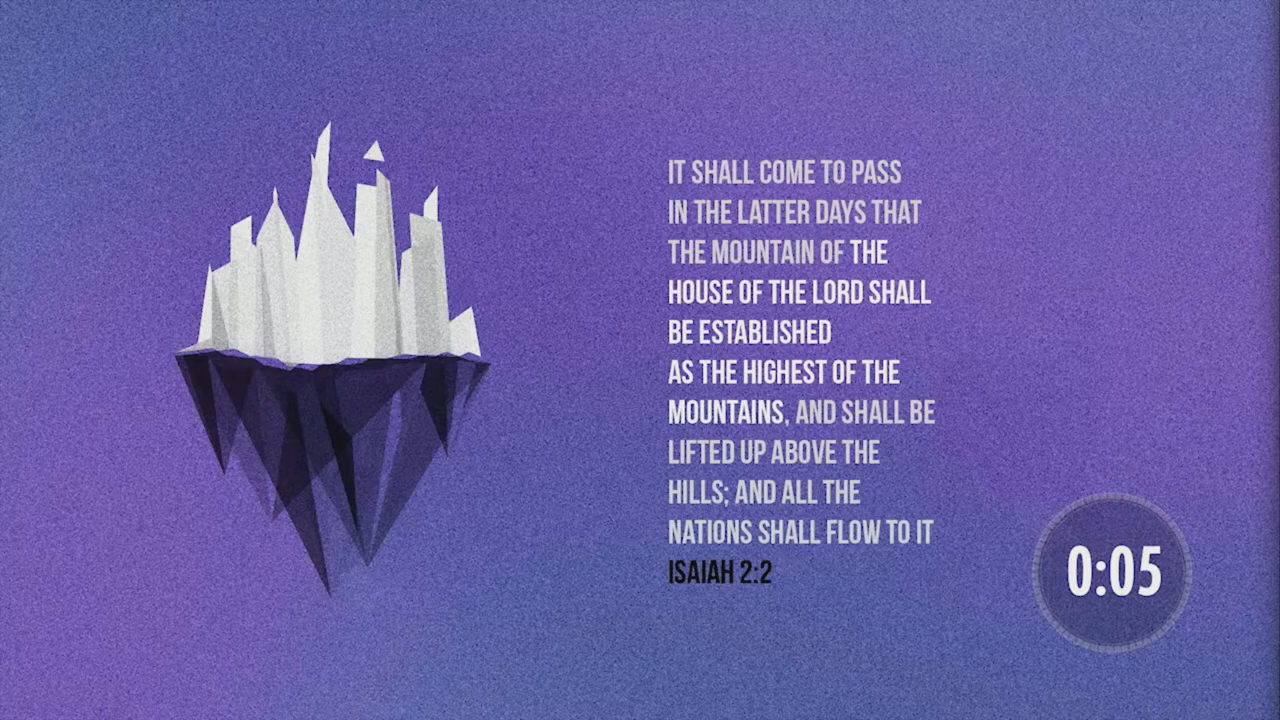 IT SHALL COME TO PASS
IN THE LATTER DAYS THAT
THE MOUNTAIN OF THE
HOUSE OF THE LORD SHALL
BE ESTABLISHED
AS THE HIGHEST OF THE
MOUNTAINS, AND SHALL BE
LIFTED UP ABOVE THE
HILLS; AND ALL THE
NATIONS SHALL FLOW TO IT
ISAIAH 2:2
0:05